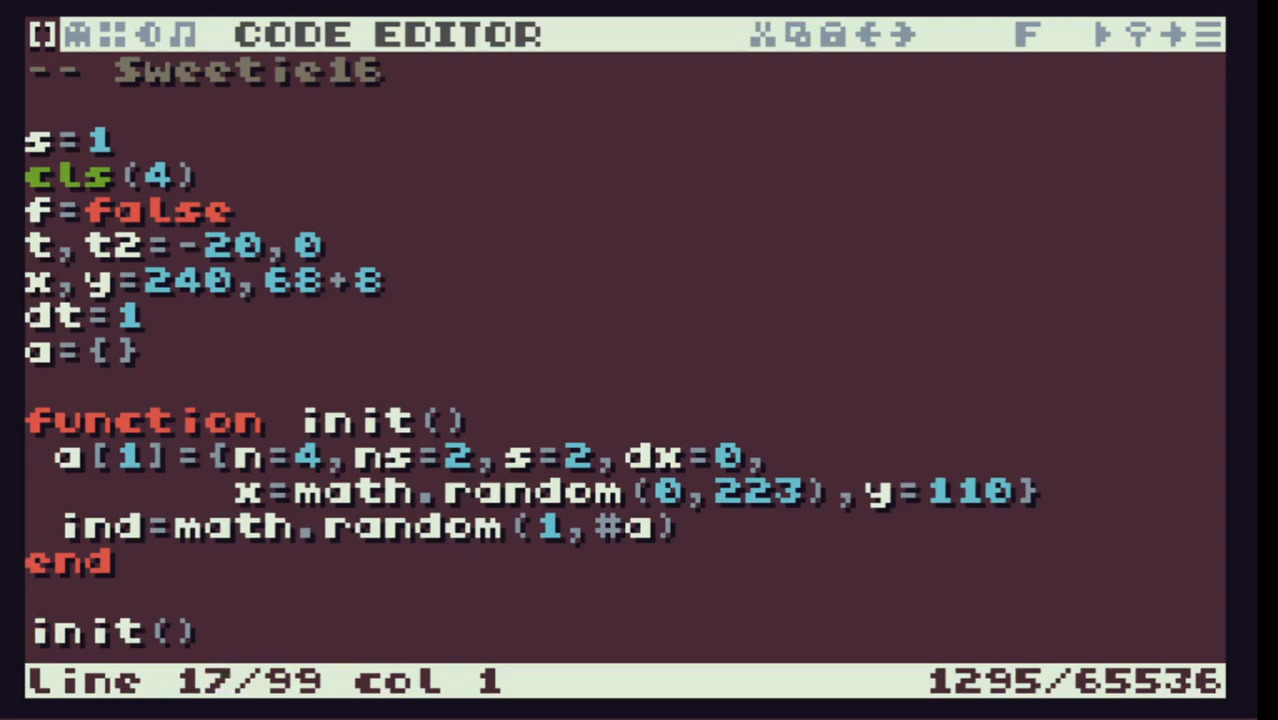 CODE EDITOR F
-- Sweetie16
s=1
cls(4)
f=false
t,t2=-20,0
x,y=240,68+8
dt=1
a={}
function init()
a[1]={n=4,ns=2,s=2,dx=0,
x=math.random(0,223),y=110}
ind=math.random(1,#a)
end
init()
line 17/99 col 1 1295/65536